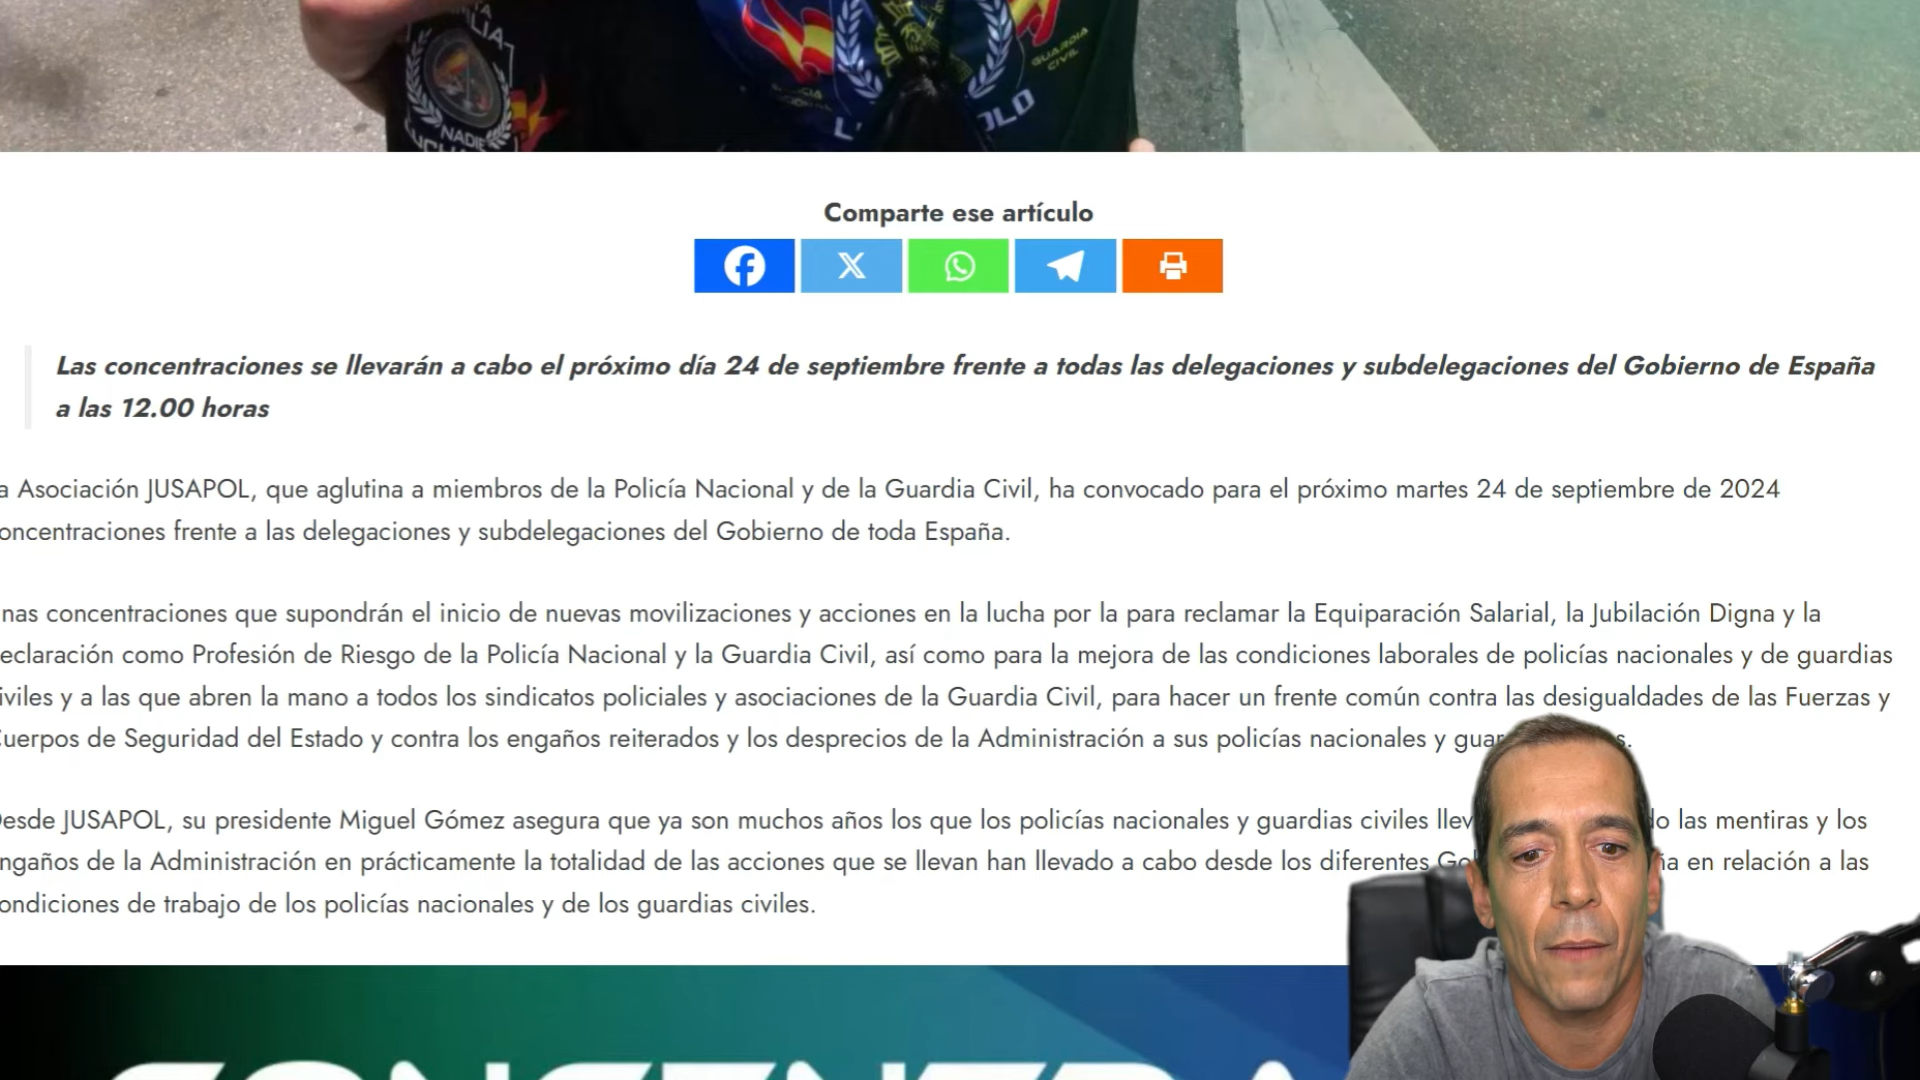 ILIA
NADIE
GUARDIA
CIVIL
OLO
Comparte ese artículo
Las concentraciones se llevarán a cabo el próximo día 24 de septiembre frente a todas las delegaciones y subdelegaciones del Gobierno de España
a las 12.00 horas
a Asociación JUSAPOL, que aglutina a miembros de la Policía Nacional y de la Guardia Civil, ha convocado para el próximo martes 24 de septiembre de 2024
oncentraciones frente a las delegaciones y subdelegaciones del Gobierno de toda España.
nas concentraciones que supondrán el inicio de nuevas movilizaciones y acciones en la lucha por la para reclamar la Equiparación Salarial, la Jubilación Digna y la
eclaración como Profesión de Riesgo de la Policía Nacional y la Guardia Civil, así como para la mejora de las condiciones laborales de policías nacionales y de guardias
iviles y a las que abren la mano a todos los sindicatos policiales y asociaciones de la Guardia Civil, para hacer un frente común contra las desigualdades de las Fuerzas y
uerpos de Seguridad del Estado y contra los engaños reiterados y los desprecios de la Administración a sus policías nacionales y guar s.
esde JUSAPOL, su presidente Miguel Gómez asegura que ya son muchos años los que los policías nacionales y guardias civiles llev o las mentiras y los
ngaños de la Administración en prácticamente la totalidad de las acciones que se llevan han llevado a cabo desde los diferentes Go ña en relación a las
ondiciones de trabajo de los policías nacionales y de los guardias civiles.